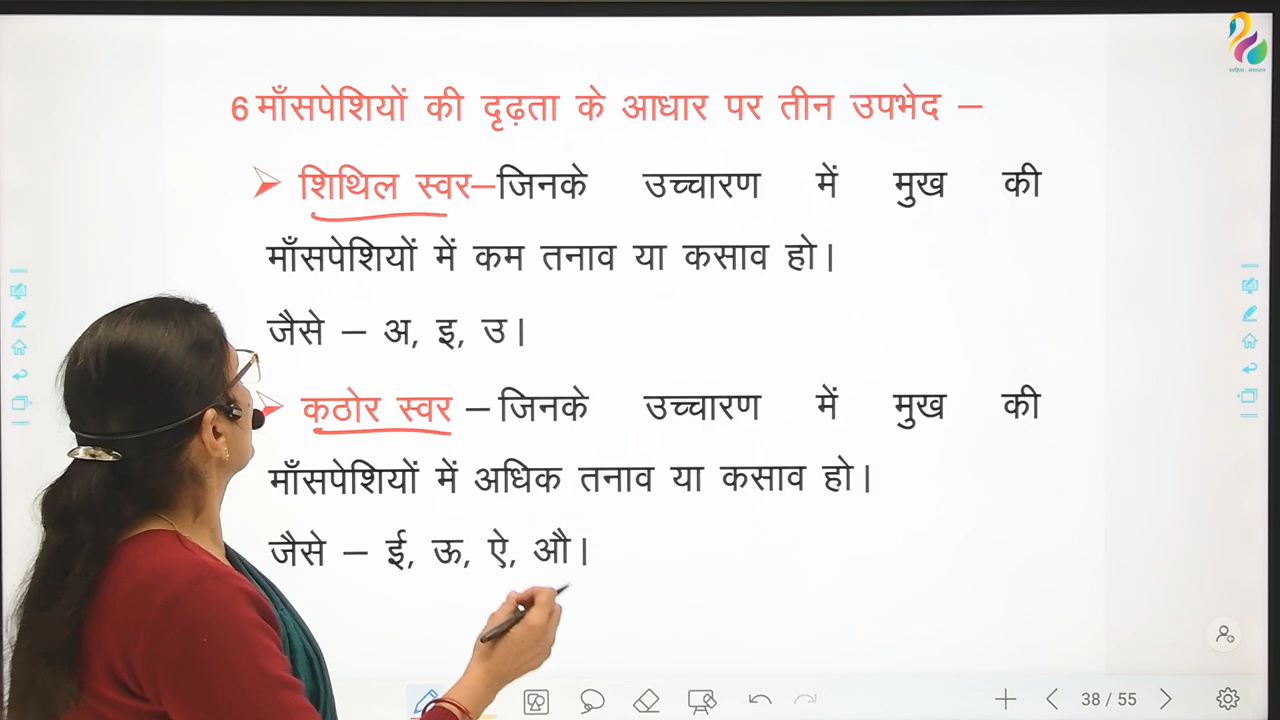 6 माँसपेशियों की दृढ़ता के आधार पर तीन उपभेद –
शिथिल स्वर–जिनके उच्चारण में मुख की
माँसपेशियों में कम तनाव या कसाव हो।
जैसे – अ, इ, उ।
कठोर स्वर –जिनके उच्चारण में मुख की
माँसपेशियों में अधिक तनाव या कसाव हो।
जैसे – ई, ऊ, ऐ, औ।
38 / 55